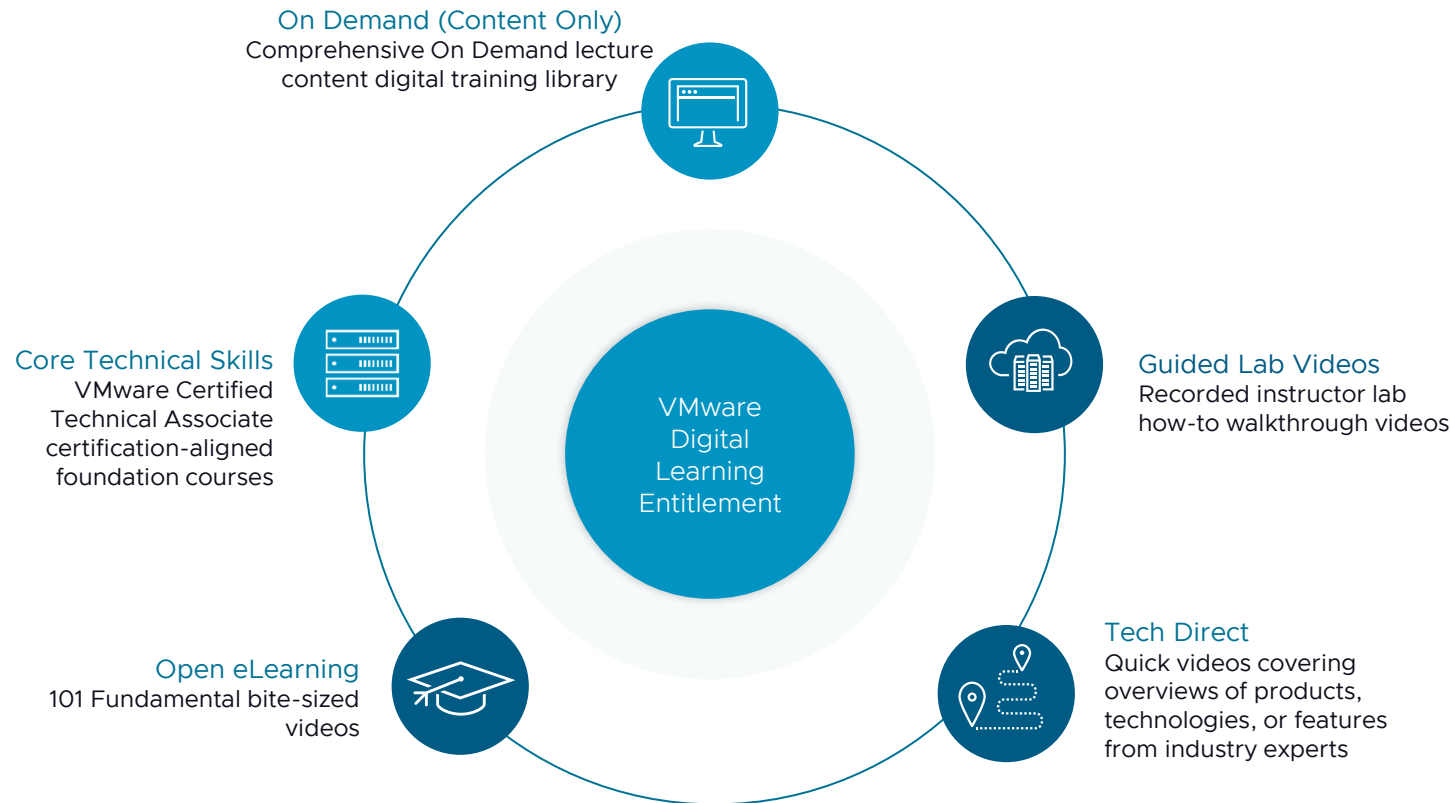 On Demand (Content Only)
Comprehensive On Demand lecture
content digital training library
Core Technical Skills
VMware Certified
Technical Associate
certification-aligned
foundation courses
VMware
Digital
Learning
Entitlement
Guided Lab Videos
Recorded instructor lab
how-to walkthrough videos
Open eLearning
101 Fundamental bite-sized
videos
Tech Direct
Quick videos covering
overviews of products,
technologies, or features
from industry experts